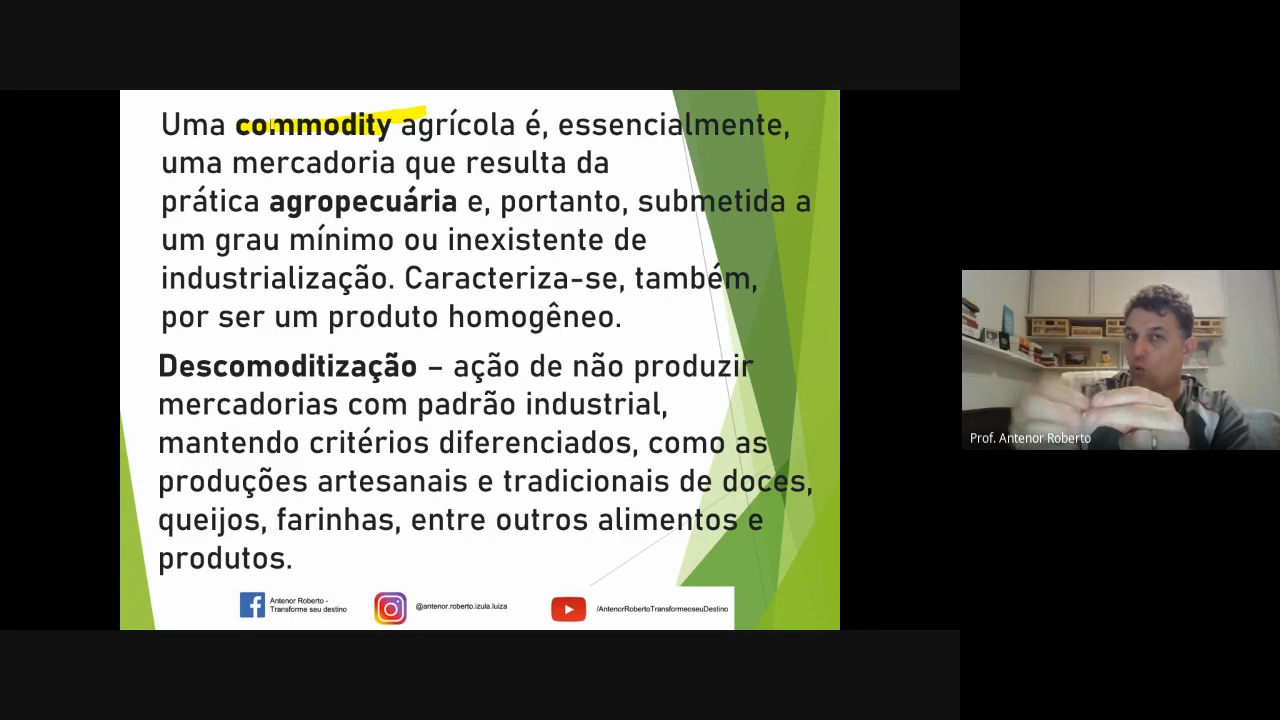 Uma commodity agrícola é, essencialmente,
uma mercadoria que resulta da
prática agropecuária e, portanto, submetida a
um grau mínimo ou inexistente de
industrialização. Caracteriza-se, também,
por ser um produto homogêneo.
Descomoditização – ação de não produzir
mercadorias com padrão industrial,
mantendo critérios diferenciados, como as
produções artesanais e tradicionais de doces,
queijos, farinhas, entre outros alimentos e
produtos.
Antenor Roberto -
Transforme seu destino
@antenor.roberto.izula.luiza
/AntenorRobertoTransformeoseuDestino
Prof. Antenor Roberto